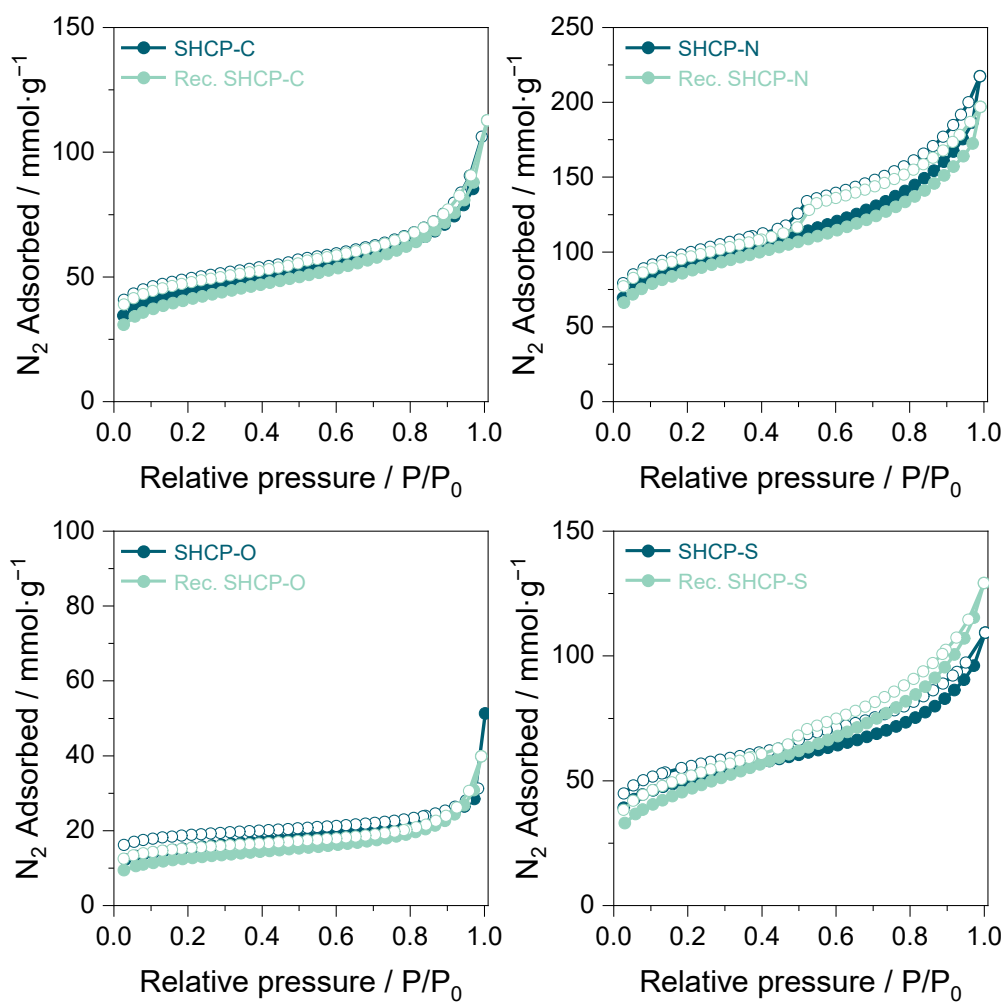 150
100
50
0
SHCP-C
Rec. SHCP-C
N₂ Adsorbed / mmol·g⁻¹
0.0 0.2 0.4 0.6 0.8 1.0
Relative pressure / P/P₀
250
200
150
100
50
0
SHCP-N
Rec. SHCP-N
N₂ Adsorbed / mmol·g⁻¹
0.0 0.2 0.4 0.6 0.8 1.0
Relative pressure / P/P₀
100
80
60
40
20
0
SHCP-O
Rec. SHCP-O
N₂ Adsorbed / mmol·g⁻¹
0.0 0.2 0.4 0.6 0.8 1.0
Relative pressure / P/P₀
150
100
50
0
SHCP-S
Rec. SHCP-S
N₂ Adsorbed / mmol·g⁻¹
0.0 0.2 0.4 0.6 0.8 1.0
Relative pressure / P/P₀